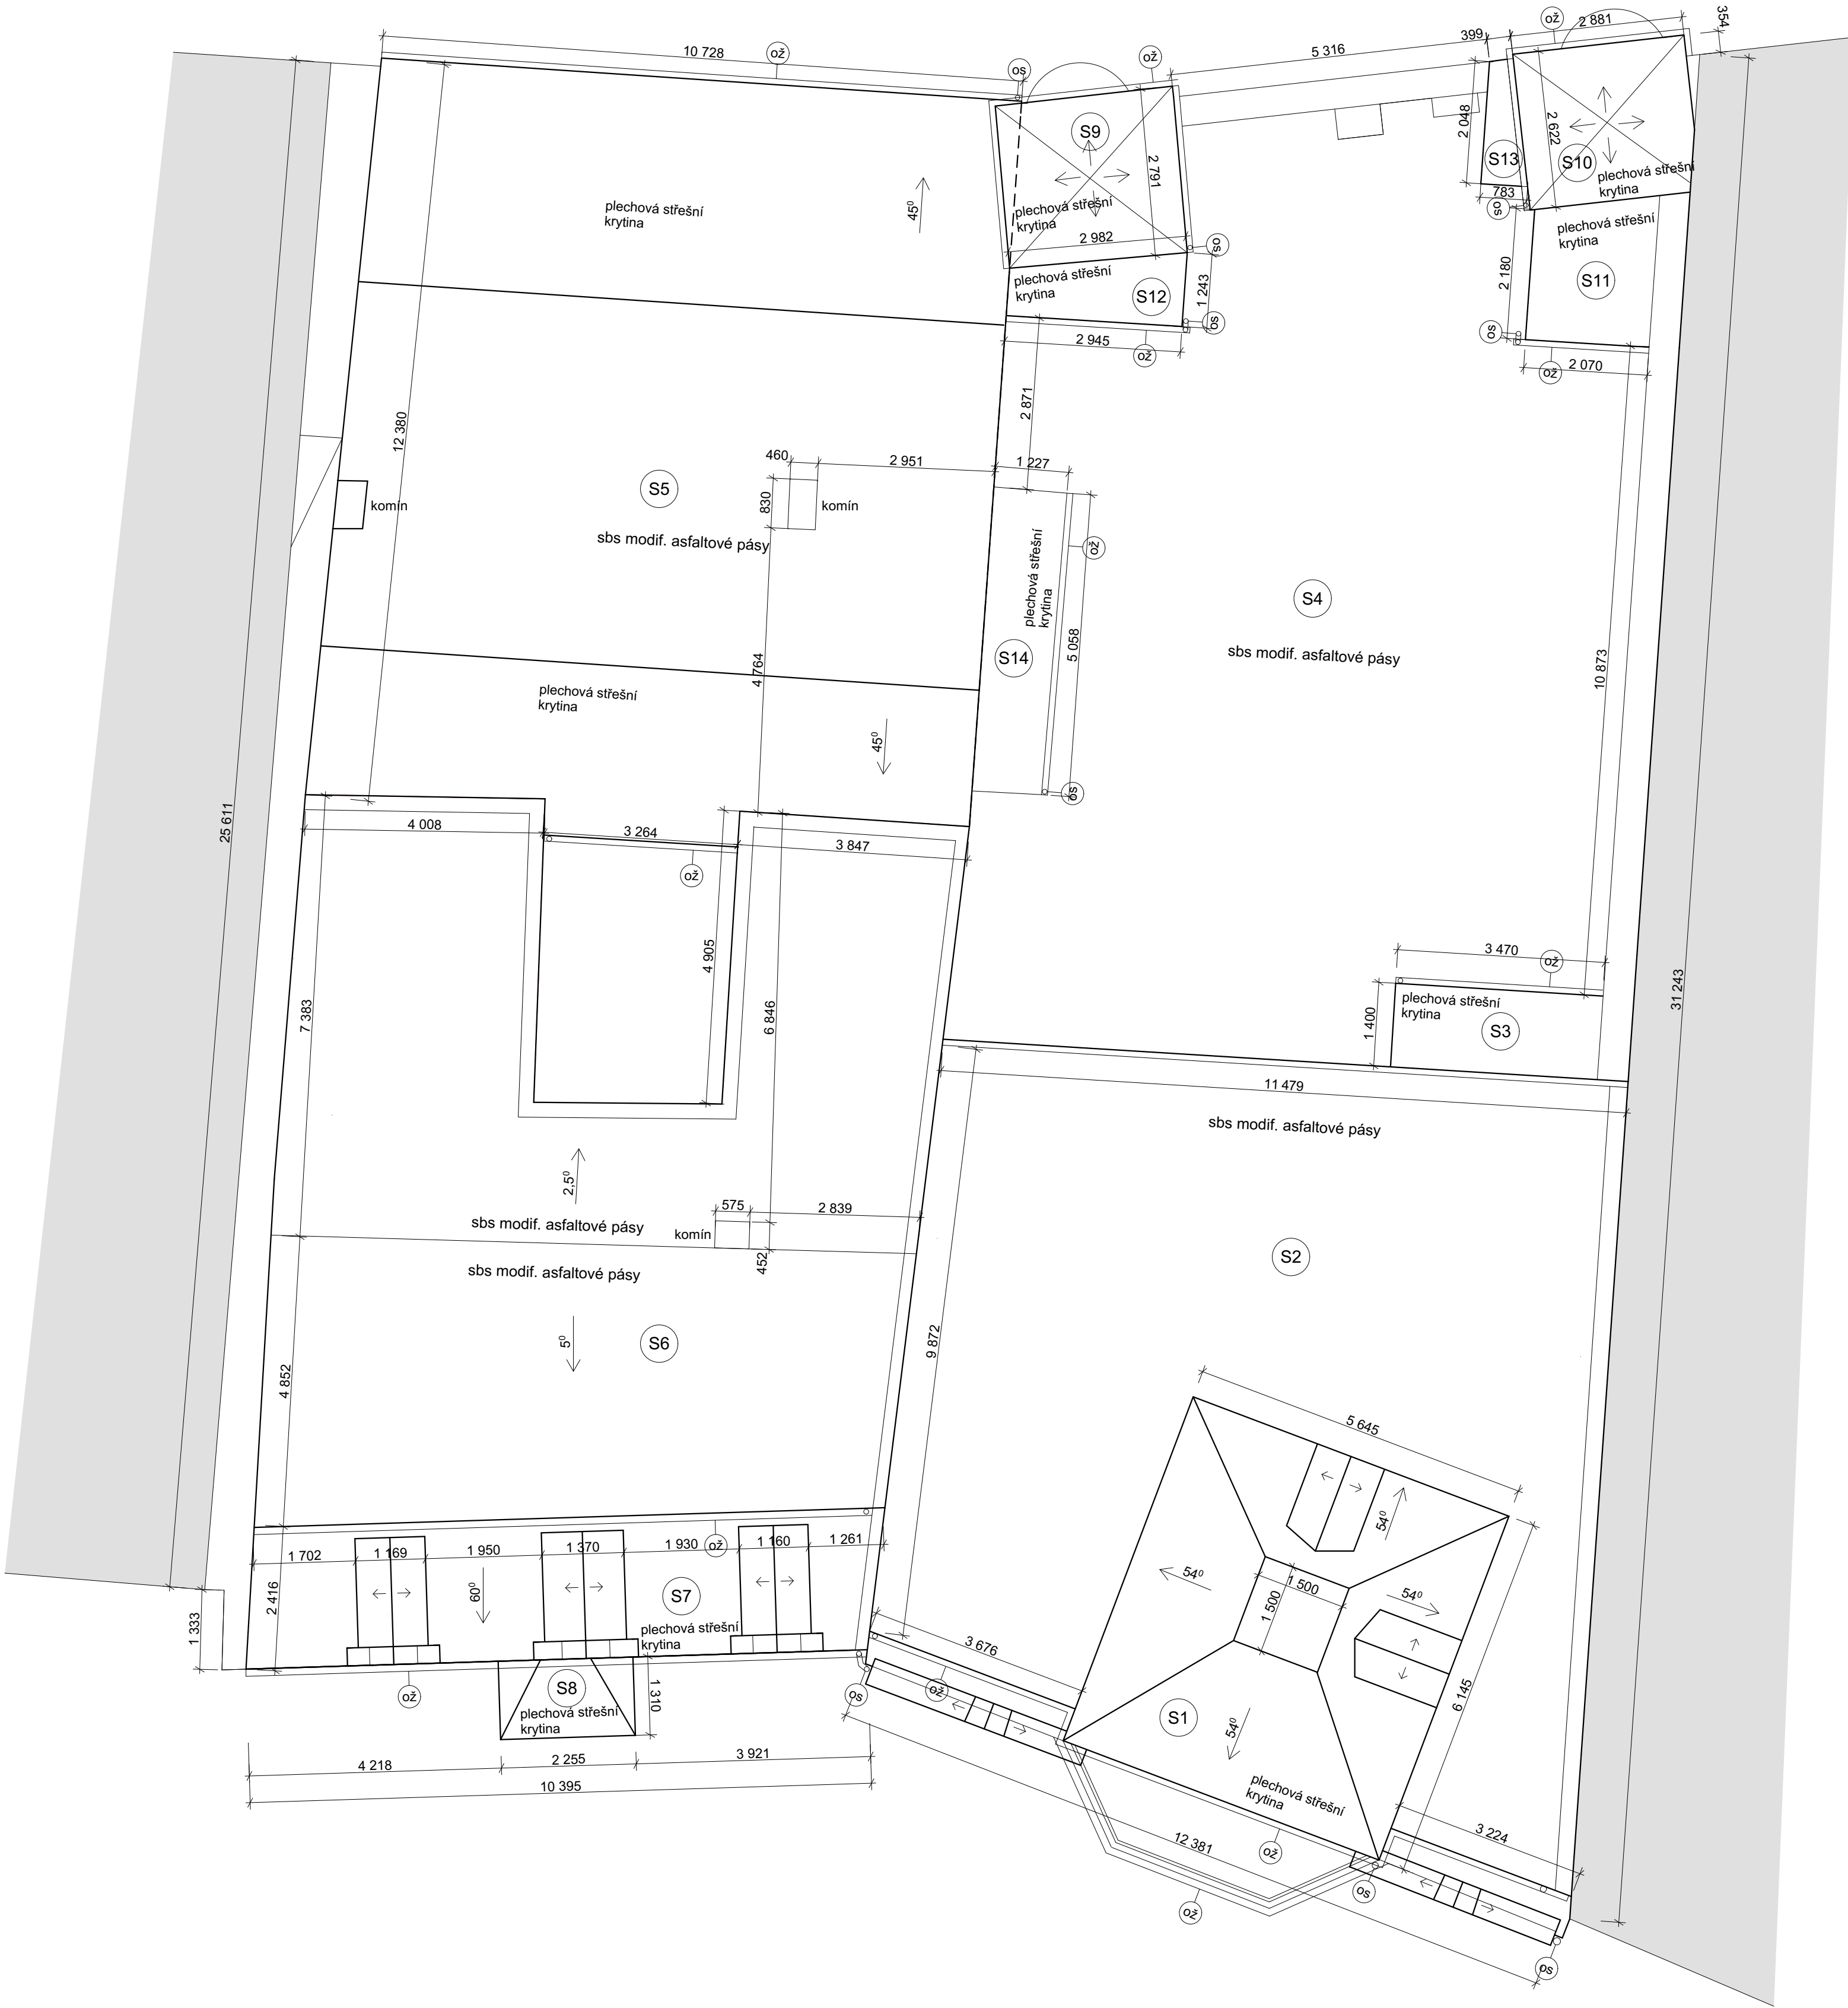 10 728
ož
os
ož
5 316
399
ož
2 881
354
2 048
2 622
S13
S10
plechová střešní
krytina
783
os
S9
2 791
plechová střešní
krytina
2 982
os
plechová střešní
krytina
45⁰
plechová střešní
krytina
S11
2 180
plechová střešní
krytina
S12
1 243
os
os
2 945
ož
ož
2 070
2 871
12 380
460
2 951
1 227
830
komín
komín
S5
sbs modif. asfaltové pásy
ož
plechová střešní
krytina
S4
sbs modif. asfaltové pásy
S14
5 058
4 764
10 873
plechová střešní
krytina
45⁰
os
25 611
4 008
3 264
3 847
ož
4 905
3 470
ož
7 383
6 846
1 400
plechová střešní
krytina
S3
31 243
11 479
sbs modif. asfaltové pásy
2,5⁰
575
2 839
sbs modif. asfaltové pásy
komín
452
sbs modif. asfaltové pásy
S2
5⁰
S6
9 872
4 852
5 645
54⁰
1 702
1 169
1 950
1 370
1 930
ož
1 160
1 261
54⁰
1 500
1 500
54⁰
60⁰
S7
2 416
1 333
plechová střešní
krytina
3 676
ož
S8
plechová střešní
krytina
1 310
ož
os
ož
S1
54⁰
6 145
plechová střešní
krytina
4 218
2 255
3 921
10 395
12 381
ož
3 224
os
ož
os